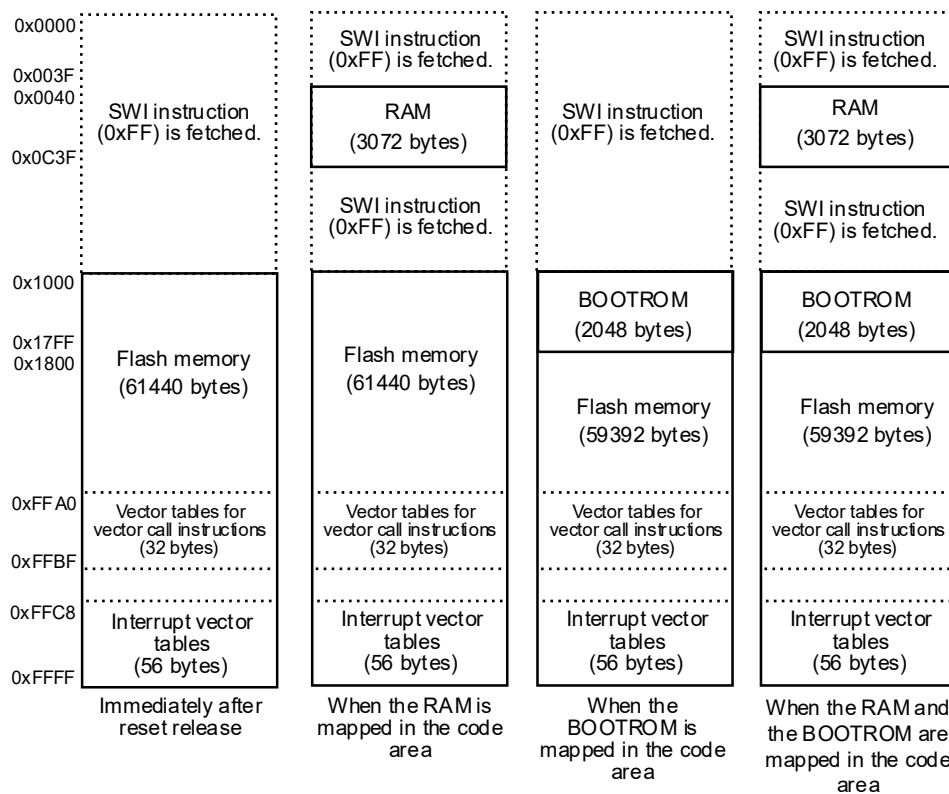 0x0000
0x003F
0x0040
0x0C3F
0x1000
0x17FF
0x1800
0xFFA0
0xFFBF
0xFFC8
0xFFFF
SWI instruction
(0xFF) is fetched.
Flash memory
(61440 bytes)
Vector tables for
vector call instructions
(32 bytes)
Interrupt vector
tables
(56 bytes)
Immediately after
reset release
SWI instruction
(0xFF) is fetched.
RAM
(3072 bytes)
SWI instruction
(0xFF) is fetched.
Flash memory
(61440 bytes)
Vector tables for
vector call instructions
(32 bytes)
Interrupt vector
tables
(56 bytes)
When the RAM is
mapped in the code
area
SWI instruction
(0xFF) is fetched.
BOOTROM
(2048 bytes)
Flash memory
(59392 bytes)
Vector tables for
vector call instructions
(32 bytes)
Interrupt vector
tables
(56 bytes)
When the
BOOTROM is
mapped in the code
area
SWI instruction
(0xFF) is fetched.
RAM
(3072 bytes)
SWI instruction
(0xFF) is fetched.
BOOTROM
(2048 bytes)
Flash memory
(59392 bytes)
Vector tables for
vector call instructions
(32 bytes)
Interrupt vector
tables
(56 bytes)
When the RAM and
the BOOTROM are
mapped in the code
area